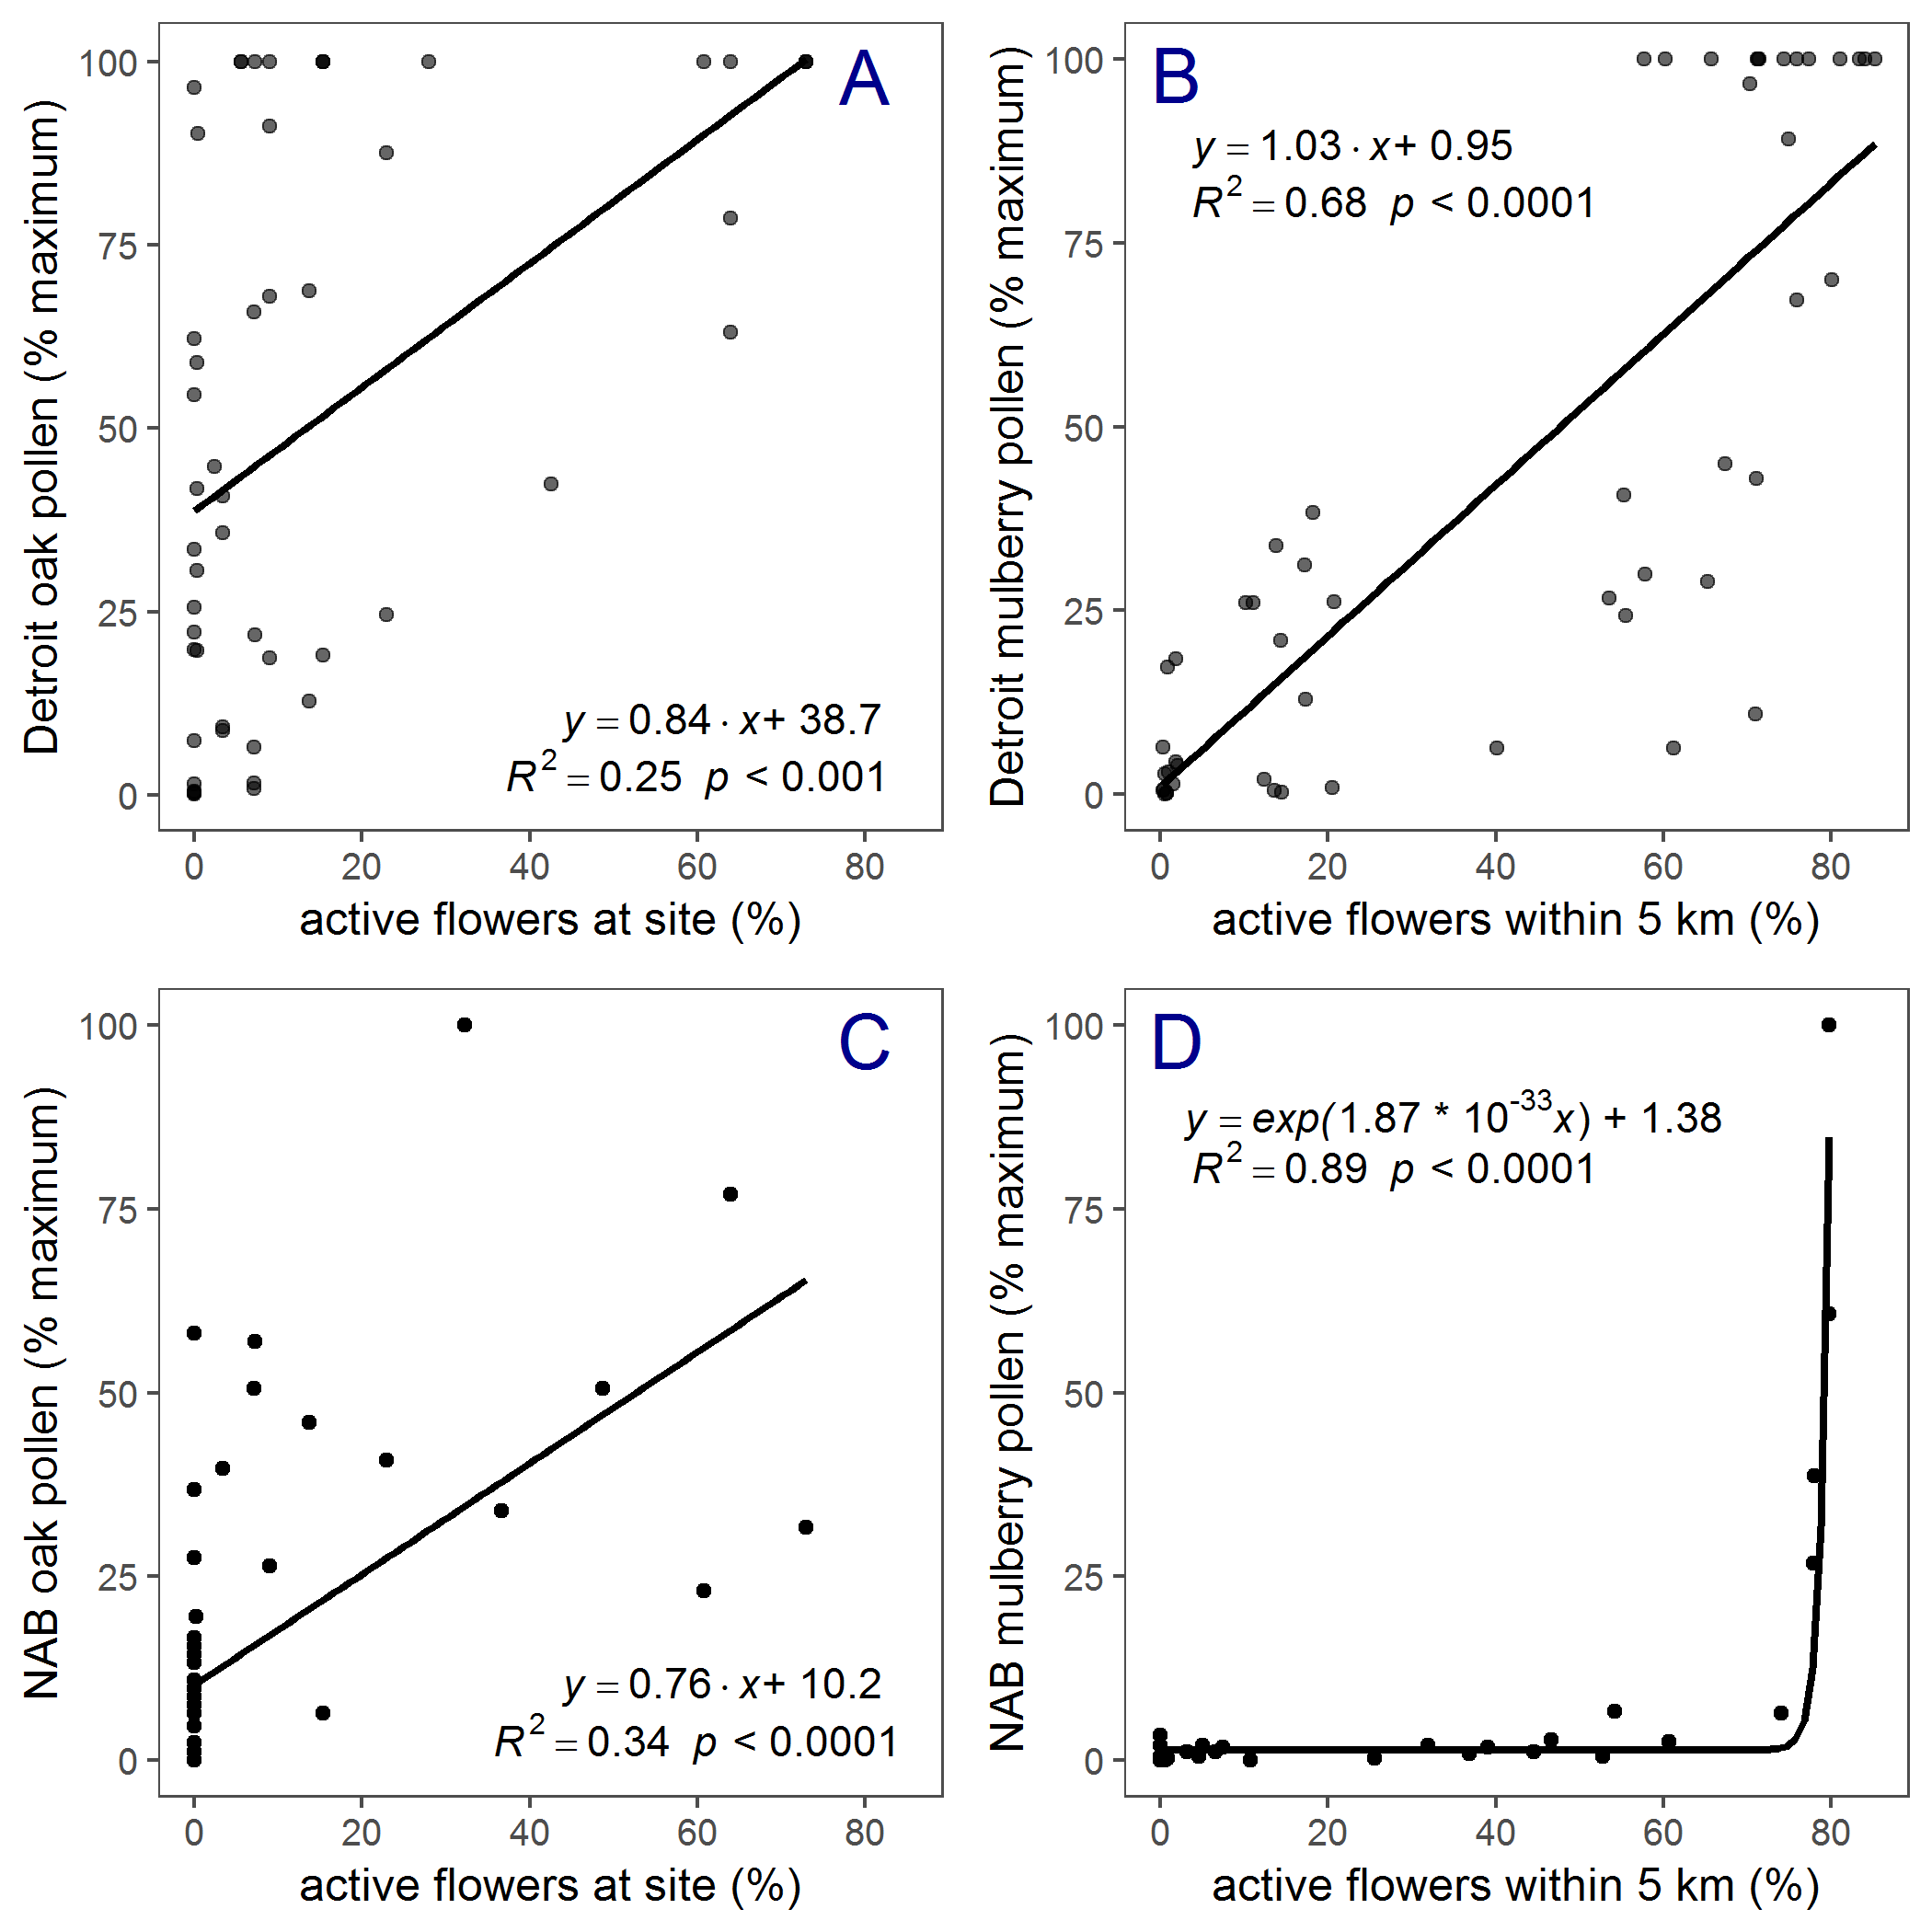 Detroit oak pollen (% maximum)
100
75
50
25
0
A
y = 0.84 · x+ 38.7
R² = 0.25 p < 0.001
0 20 40 60 80
active flowers at site (%)
Detroit mulberry pollen (% maximum)
100
75
50
25
0
B
y = 1.03 · x+ 0.95
R² = 0.68 p < 0.0001
0 20 40 60 80
active flowers within 5 km (%)
NAB oak pollen (% maximum)
100
75
50
25
0
C
y = 0.76 · x+ 10.2
R² = 0.34 p < 0.0001
0 20 40 60 80
active flowers at site (%)
NAB mulberry pollen (% maximum)
100
75
50
25
0
D
y = exp(1.87 * 10⁻³³x) + 1.38
R² = 0.89 p < 0.0001
0 20 40 60 80
active flowers within 5 km (%)